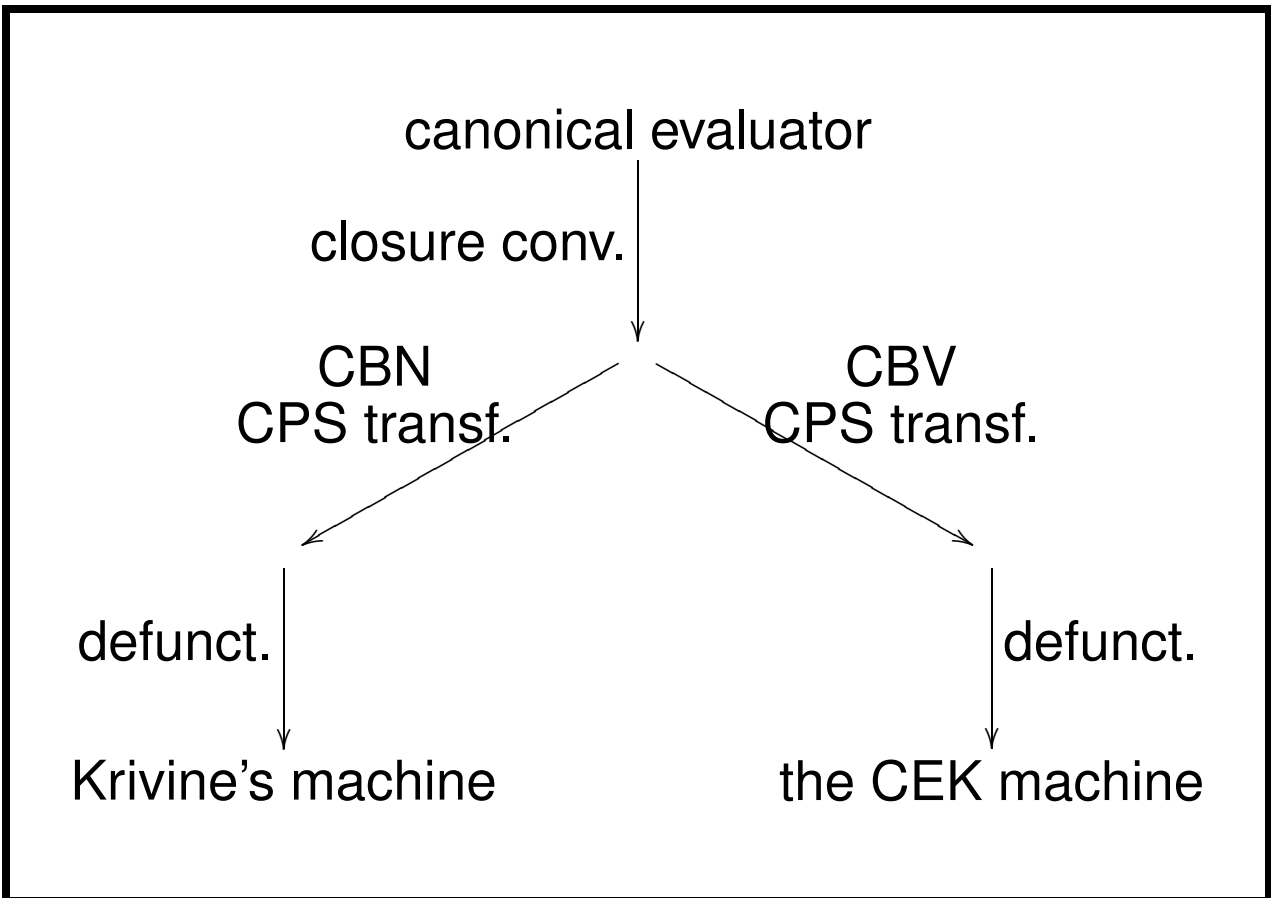 canonical evaluator
closure conv.
CBN
CPS transf.
CBV
CPS transf.
defunct.
defunct.
Krivine’s machine
the CEK machine